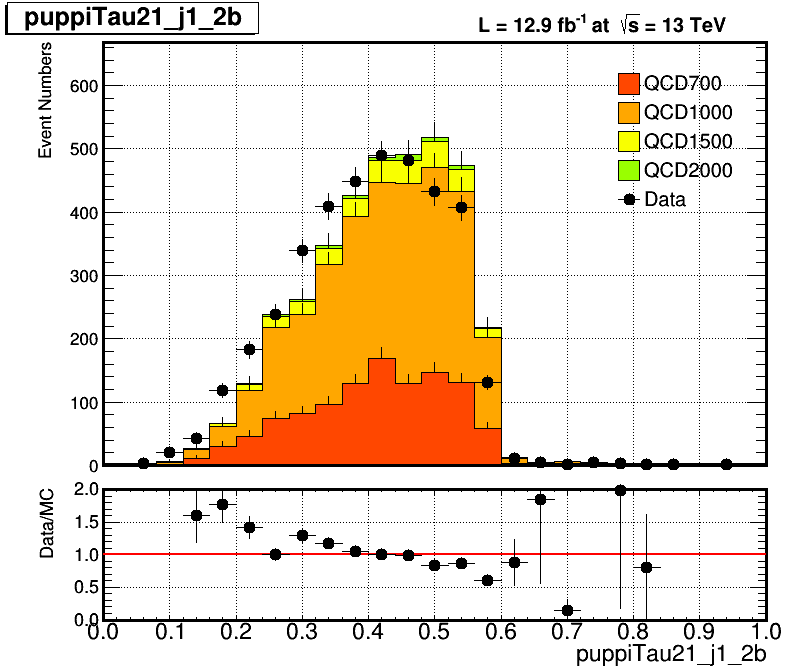 puppiTau21_j1_2b
L = 12.9 fb⁻¹ at √s = 13 TeV
Event Numbers
600
500
400
300
200
100
0
QCD700
QCD1000
QCD1500
QCD2000
Data
Data/MC
2.0
1.5
1.0
0.5
0.0
0.0 0.1 0.2 0.3 0.4 0.5 0.6 0.7 0.8 0.9 1.0
puppiTau21_j1_2b